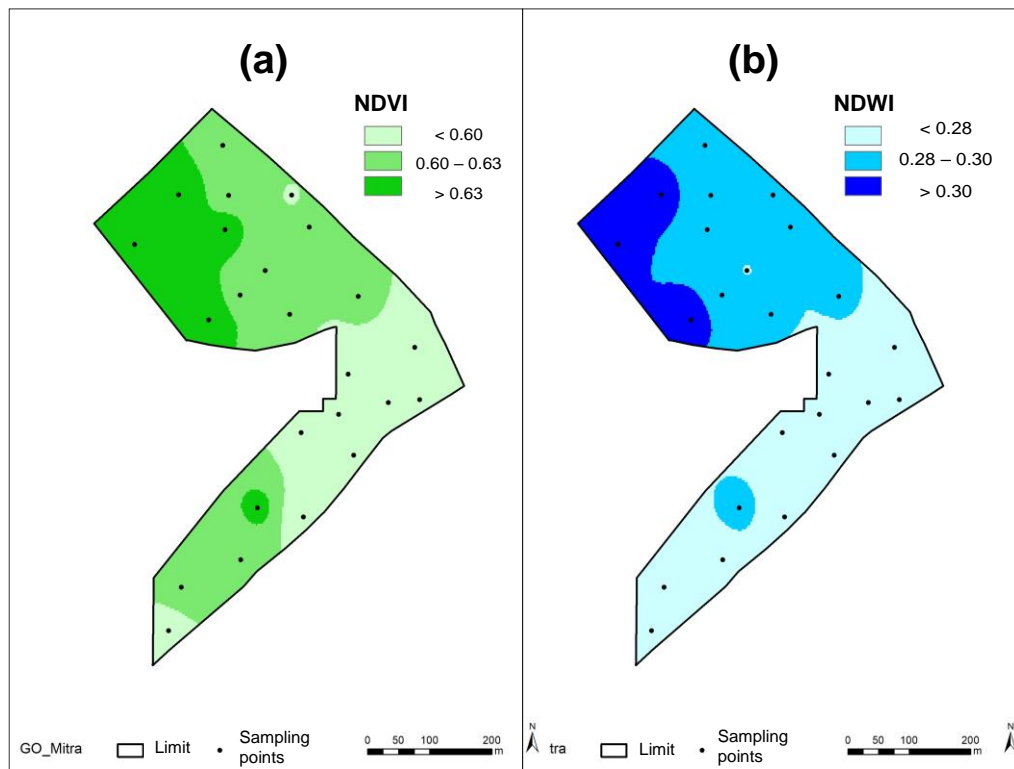 (a)
NDVI
< 0.60
0.60 – 0.63
> 0.63
GO_Mitra
Limit
Sampling points
0 50 100 200
m
N
(b)
NDWI
< 0.28
0.28 – 0.30
> 0.30
tra
Limit
Sampling points
0 50 100 200
m
N